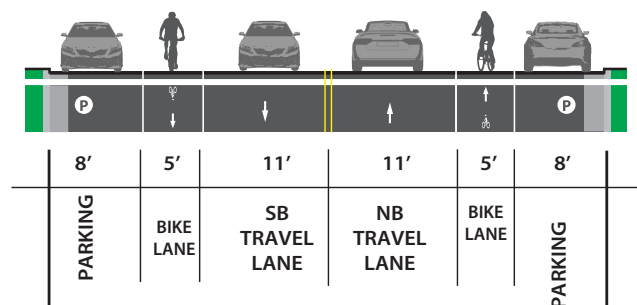 P
P
8’ 5’ 11’ 11’ 5’ 8’
PARKING
BIKE
LANE
SB
TRAVEL
LANE
NB
TRAVEL
LANE
BIKE
LANE
PARKING